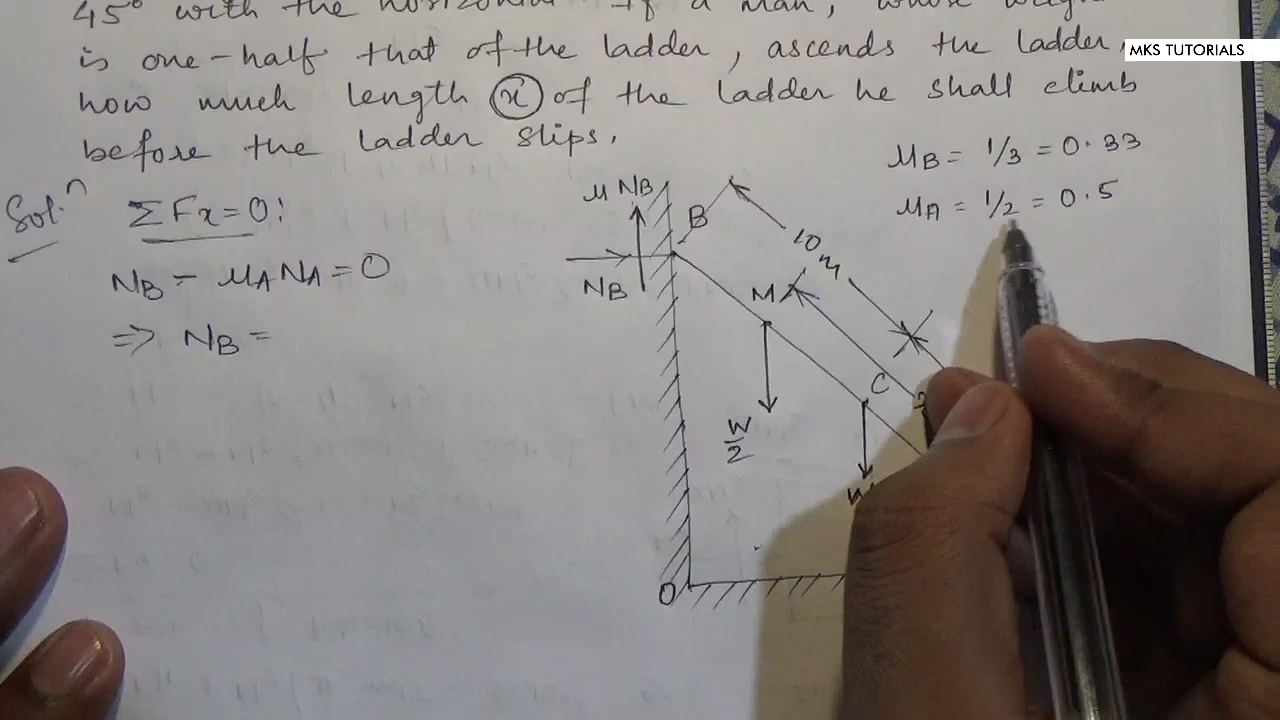 45° with the horizontal If a man, whose weight
is one-half that of the ladder, ascends the ladder,
how much length (x) of the ladder he shall climb
before the ladder slips.
MKS TUTORIALS
Solⁿ
ΣFx=0:
NB - μANA = 0
=> NB =
μB = 1/3 = 0.33
μA = 1/2 = 0.5
μ NB
B
10 m
NB
M
C
W/2
W
O